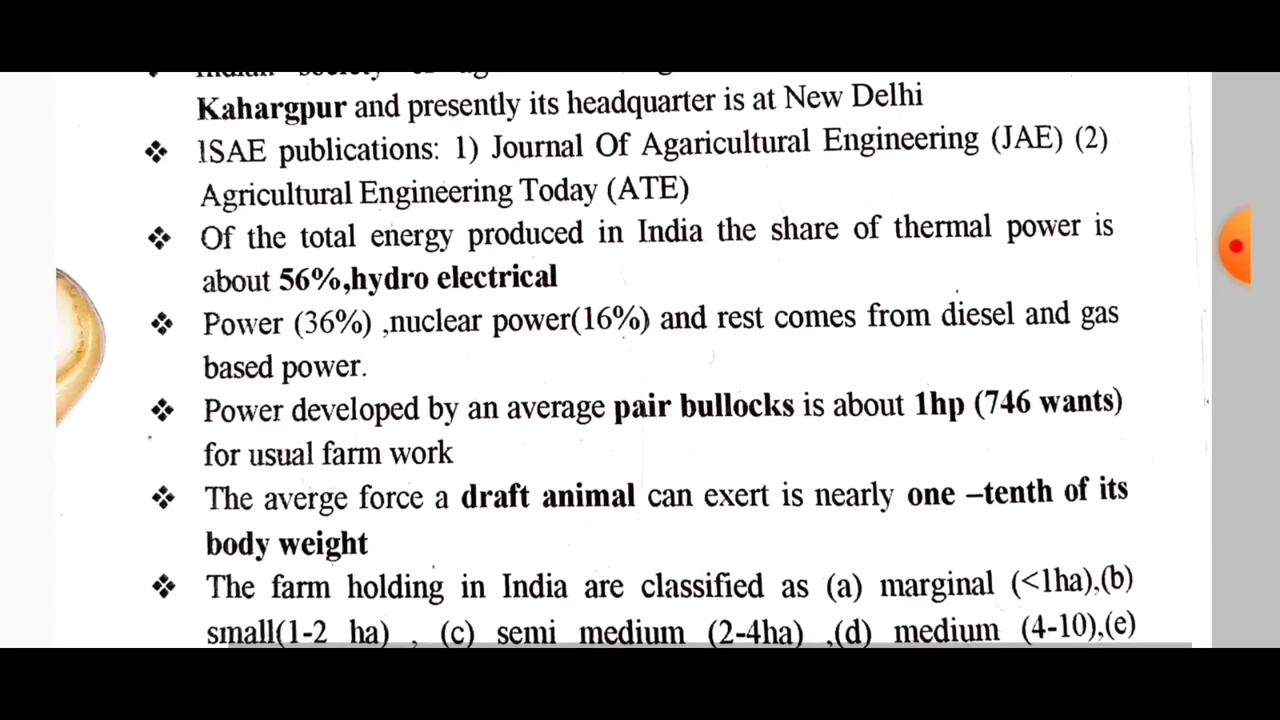 Kahargpur and presently its headquarter is at New Delhi
❖ ISAE publications: 1) Journal Of Agaricultural Engineering (JAE) (2)
Agricultural Engineering Today (ATE)
❖ Of the total energy produced in India the share of thermal power is
about 56%,hydro electrical
❖ Power (36%) ,nuclear power(16%) and rest comes from diesel and gas
based power.
❖ Power developed by an average pair bullocks is about 1hp (746 wants)
for usual farm work
❖ The averge force a draft animal can exert is nearly one –tenth of its
body weight
❖ The farm holding in India are classified as (a) marginal (<1ha),(b)
small(1-2 ha) , (c) semi medium (2-4ha) ,(d) medium (4-10),(e)